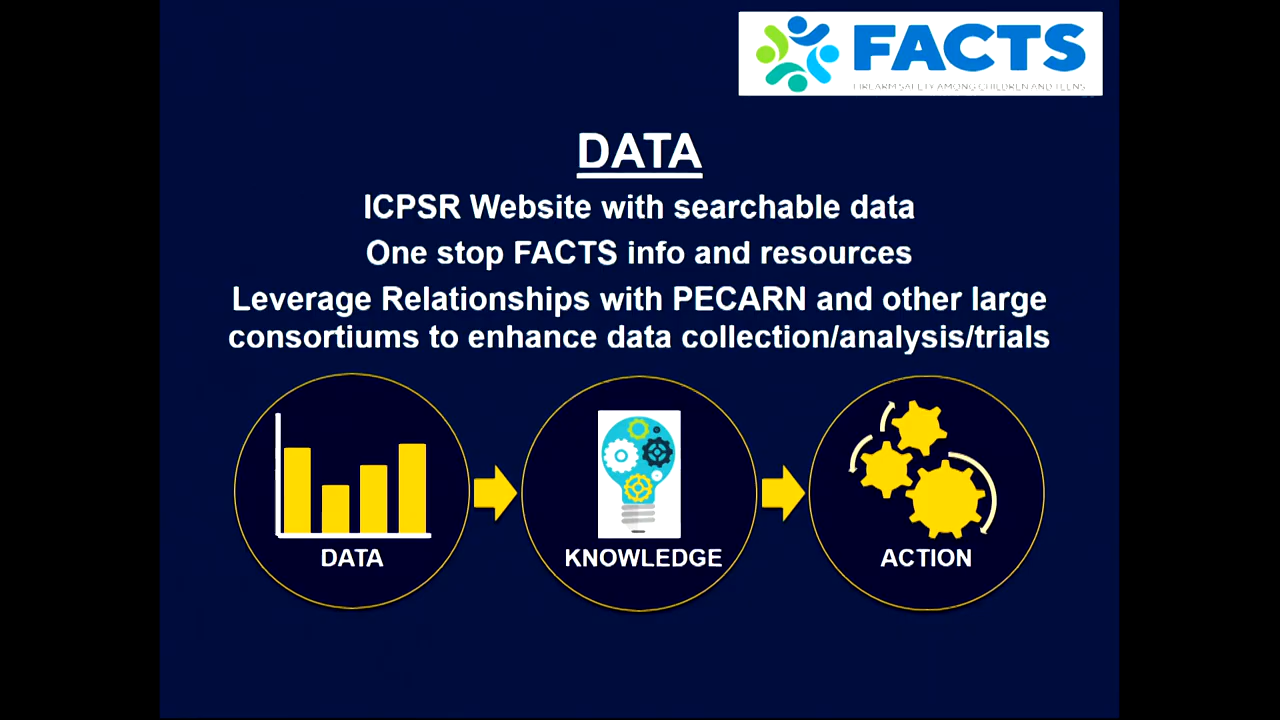 FACTS
FIREARM SAFETY AMONG CHILDREN AND TEENS
DATA
ICPSR Website with searchable data
One stop FACTS info and resources
Leverage Relationships with PECARN and other large
consortiums to enhance data collection/analysis/trials
DATA
KNOWLEDGE
ACTION